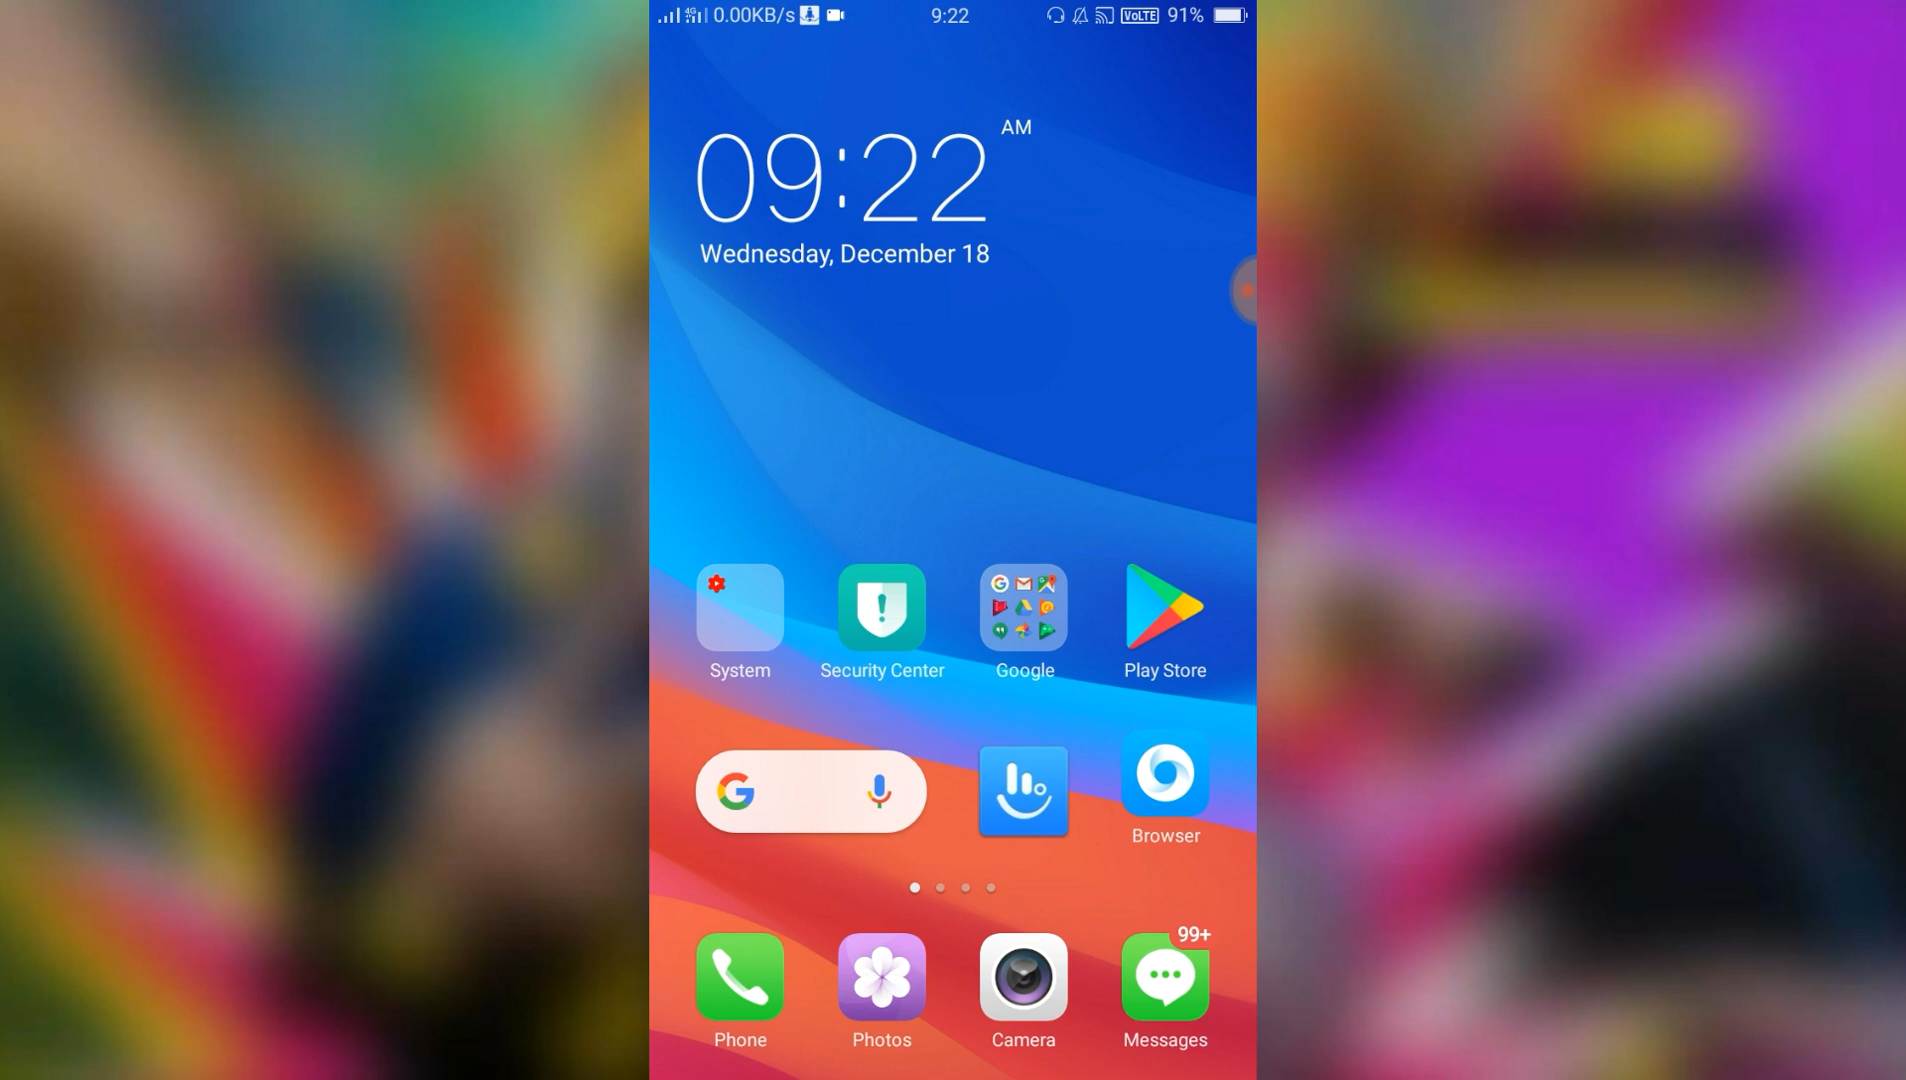 4G 0.00KB/s 9:22 VoLTE 91%
09:22 AM
Wednesday, December 18
System Security Center Google Play Store
Browser
99+
Phone Photos Camera Messages